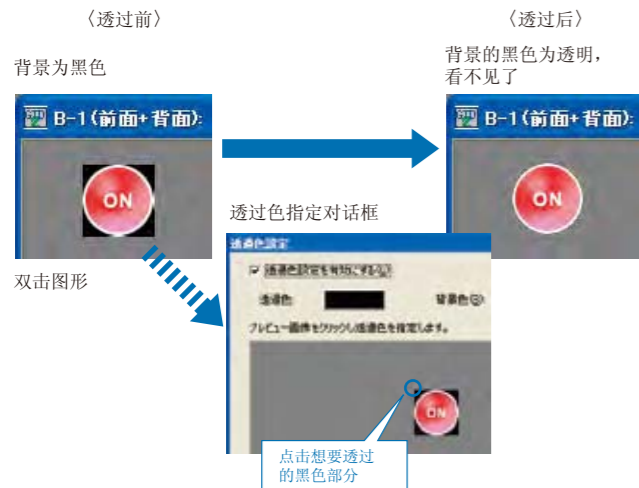 〈透过前〉
〈透过后〉
背景为黑色
背景的黑色为透明，
看不见了
B-1(前面+背面):
B-1(前面+背面):
ON
ON
双击图形
透过色指定对话框
透過色設定
透過色設定を有効にする(U)
透過色
背景色(G)
プレビュー画像をクリックし透過色を指定します。
ON
点击想要透过
的黑色部分